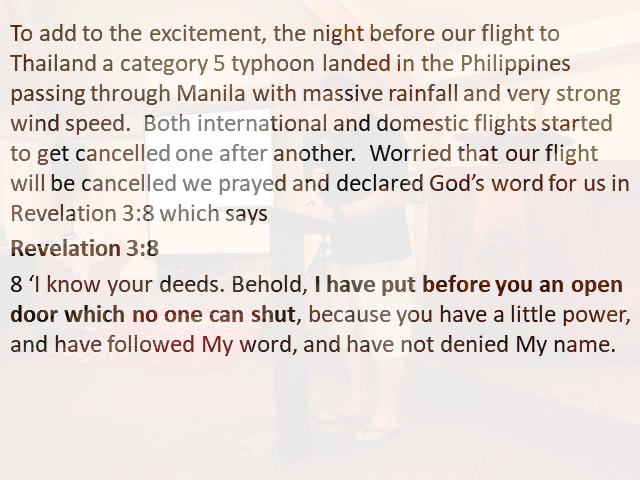 To add to the excitement, the night before our flight to
Thailand a category 5 typhoon landed in the Philippines
passing through Manila with massive rainfall and very strong
wind speed.  Both international and domestic flights started
to get cancelled one after another.  Worried that our flight
will be cancelled we prayed and declared God’s word for us in
Revelation 3:8 which says
Revelation 3:8
8 ‘I know your deeds. Behold, I have put before you an open
door which no one can shut, because you have a little power,
and have followed My word, and have not denied My name.